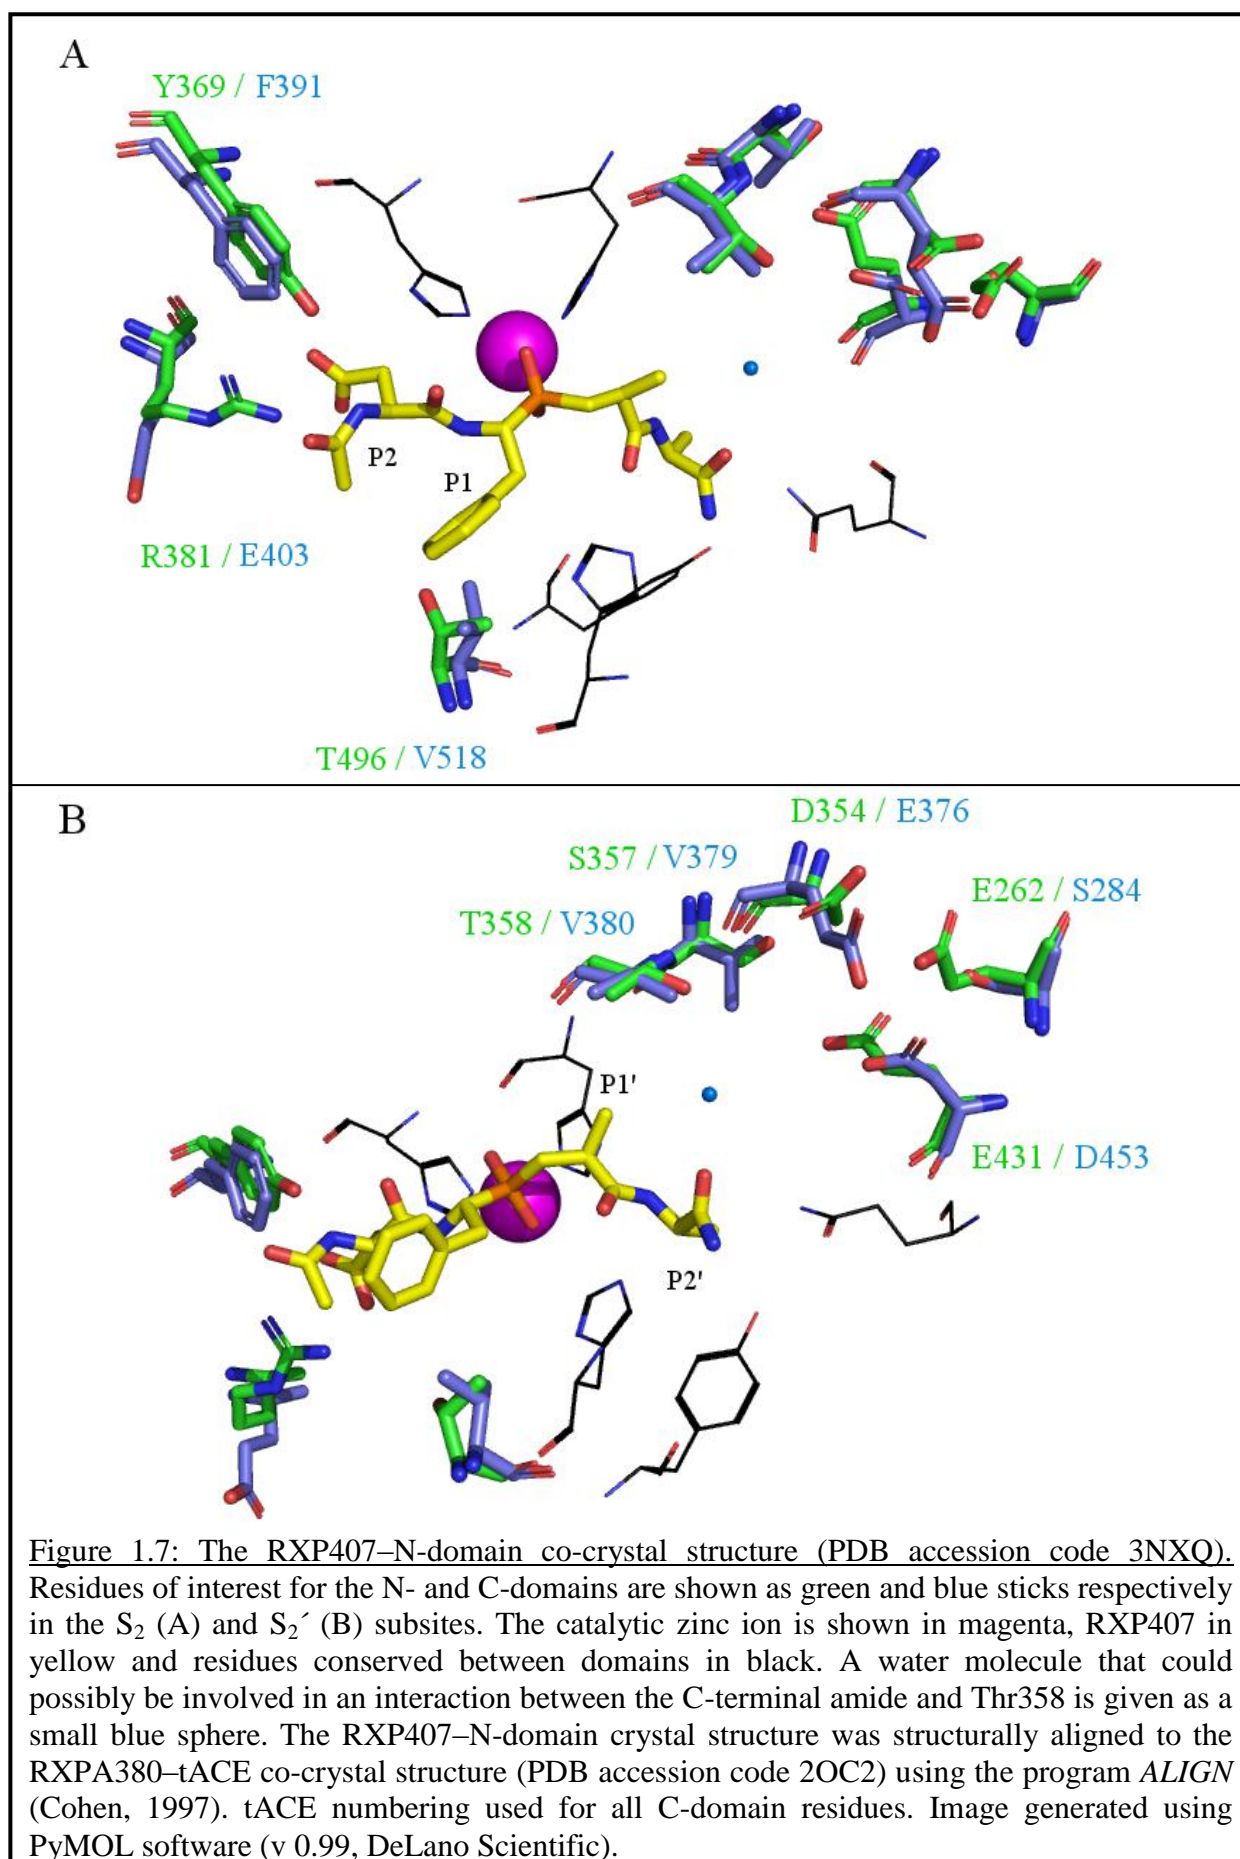 A
Y369 / F391
P2
P1
R381 / E403
T496 / V518
B
D354 / E376
S357 / V379
E262 / S284
T358 / V380
P1'
E431 / D453
P2'
Figure 1.7: The RXP407–N-domain co-crystal structure (PDB accession code 3NXQ).
Residues of interest for the N- and C-domains are shown as green and blue sticks respectively
in the S₂ (A) and S₂´ (B) subsites. The catalytic zinc ion is shown in magenta, RXP407 in
yellow and residues conserved between domains in black. A water molecule that could
possibly be involved in an interaction between the C-terminal amide and Thr358 is given as a
small blue sphere. The RXP407–N-domain crystal structure was structurally aligned to the
RXPA380–tACE co-crystal structure (PDB accession code 2OC2) using the program ALIGN
(Cohen, 1997). tACE numbering used for all C-domain residues. Image generated using
PyMOL software (v 0.99, DeLano Scientific).